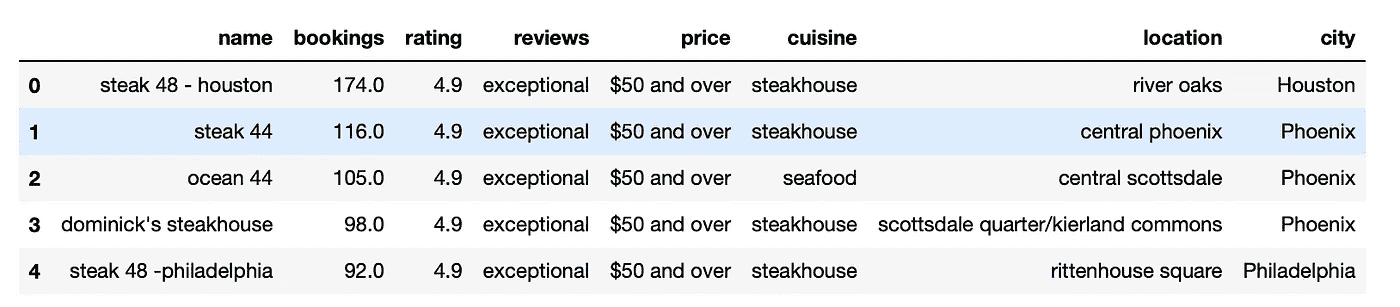 name bookings rating reviews price cuisine location city
0 steak 48 - houston 174.0 4.9 exceptional $50 and over steakhouse river oaks Houston
1 steak 44 116.0 4.9 exceptional $50 and over steakhouse central phoenix Phoenix
2 ocean 44 105.0 4.9 exceptional $50 and over seafood central scottsdale Phoenix
3 dominick's steakhouse 98.0 4.9 exceptional $50 and over steakhouse scottsdale quarter/kierland commons Phoenix
4 steak 48 -philadelphia 92.0 4.9 exceptional $50 and over steakhouse rittenhouse square Philadelphia